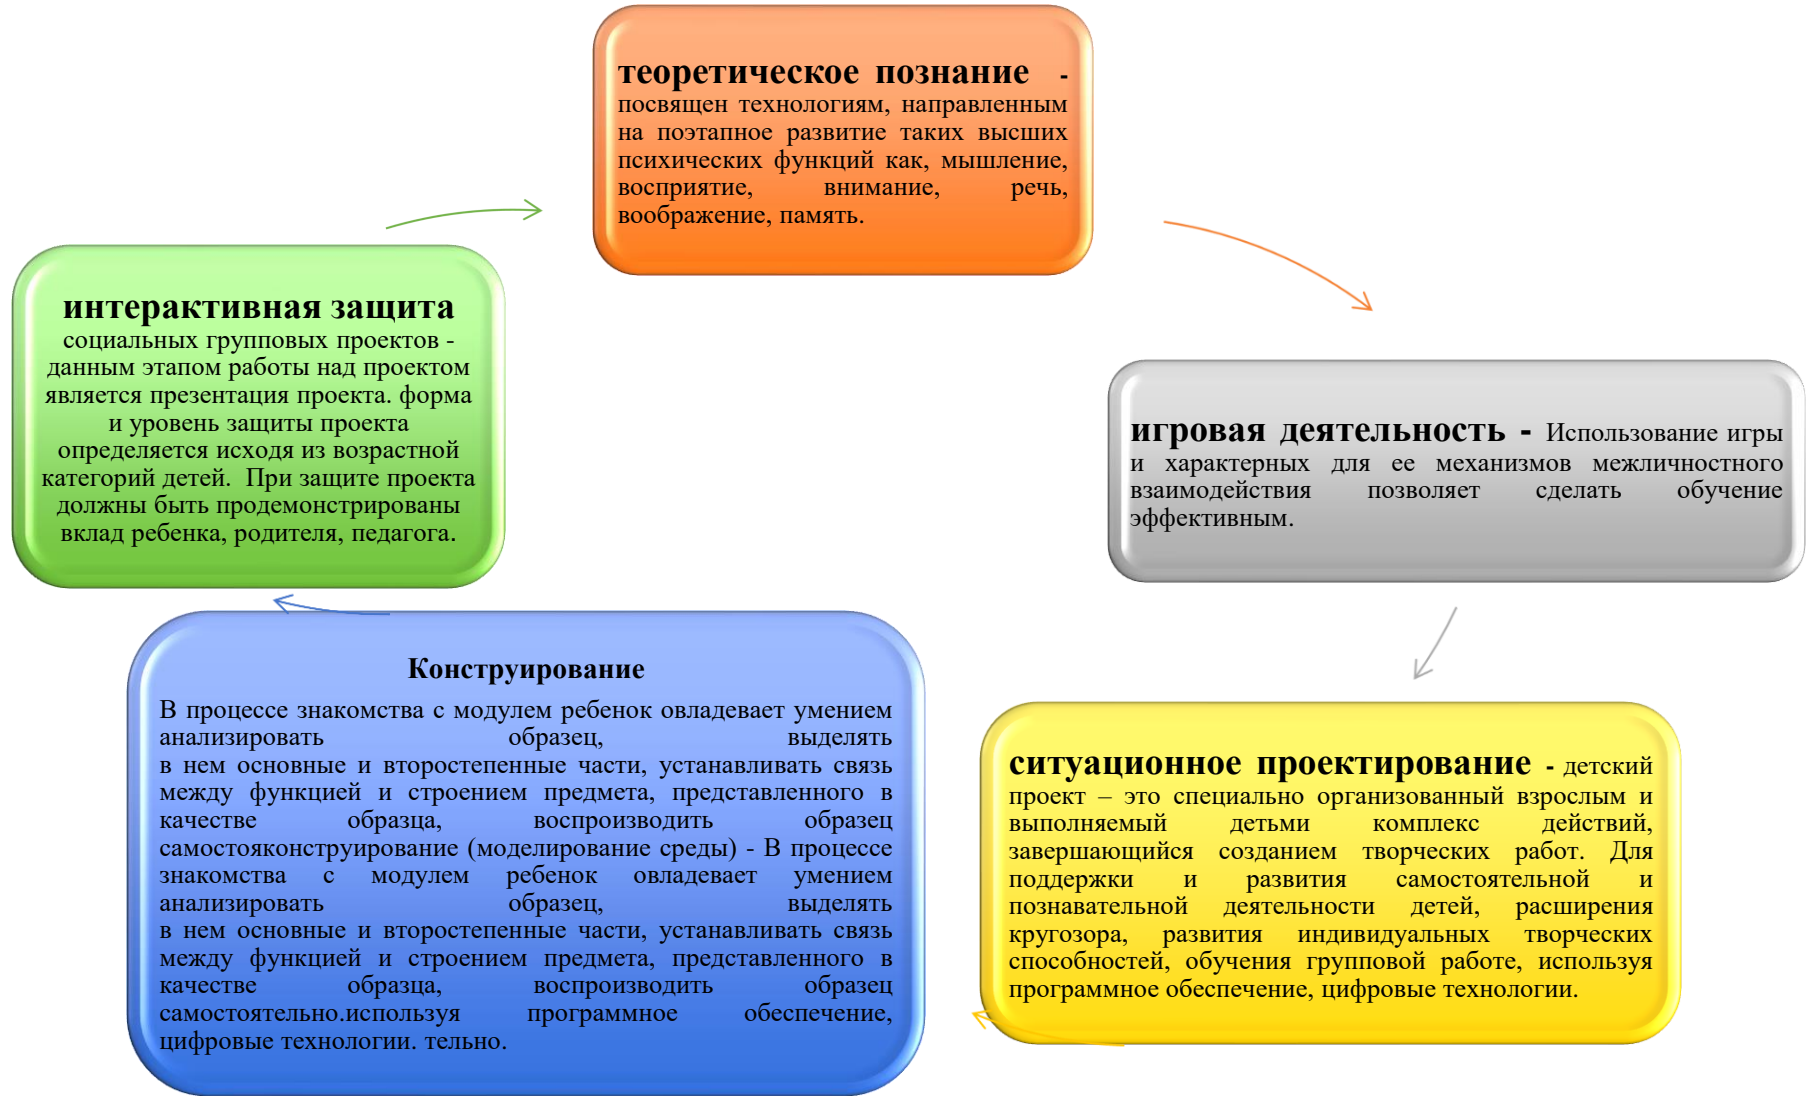 теоретическое познание -
посвящен технологиям, направленным
на поэтапное развитие таких высших
психических функций как, мышление,
восприятие, внимание, речь,
воображение, память.
игровая деятельность - Использование игры
и характерных для ее механизмов межличностного
взаимодействия позволяет сделать обучение
эффективным.
ситуационное проектирование - детский
проект – это специально организованный взрослым и
выполняемый детьми комплекс действий,
завершающийся созданием творческих работ. Для
поддержки и развития самостоятельной и
познавательной деятельности детей, расширения
кругозора, развития индивидуальных творческих
способностей, обучения групповой работе, используя
программное обеспечение, цифровые технологии.
Конструирование
В процессе знакомства с модулем ребенок овладевает умением
анализировать образец, выделять
в нем основные и второстепенные части, устанавливать связь
между функцией и строением предмета, представленного в
качестве образца, воспроизводить образец
самостояконструирование (моделирование среды) - В процессе
знакомства с модулем ребенок овладевает умением
анализировать образец, выделять
в нем основные и второстепенные части, устанавливать связь
между функцией и строением предмета, представленного в
качестве образца, воспроизводить образец
самостоятельно.используя программное обеспечение,
цифровые технологии. тельно.
интерактивная защита
социальных групповых проектов -
данным этапом работы над проектом
является презентация проекта. форма
и уровень защиты проекта
определяется исходя из возрастной
категорий детей. При защите проекта
должны быть продемонстрированы
вклад ребенка, родителя, педагога.